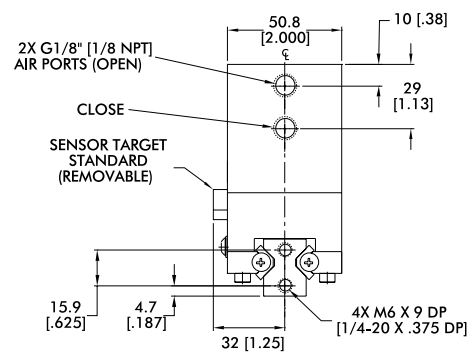 50.8
[2.000]
℄
10 [.38]
2X G1/8" [1/8 NPT]
AIR PORTS (OPEN)
29
[1.13]
CLOSE
SENSOR TARGET
STANDARD
(REMOVABLE)
15.9
[.625]
4.7
[.187]
4X M6 X 9 DP
[1/4-20 X .375 DP]
32 [1.25]